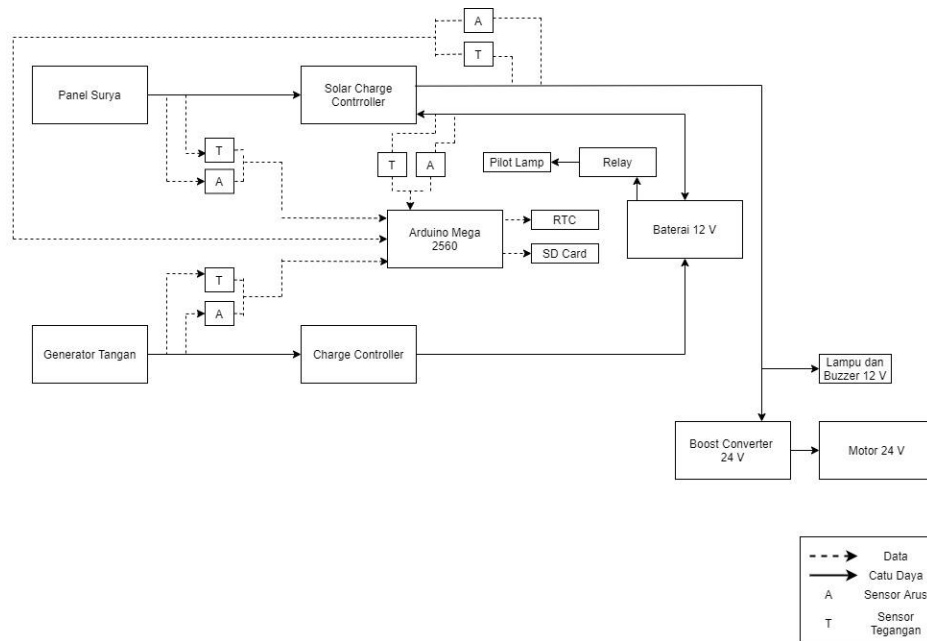 A
T
Panel Surya
Solar Charge
Contrroller
T
A
T
A
Pilot Lamp
Relay
Arduino Mega
2560
RTC
SD Card
Baterai 12 V
T
A
Generator Tangan
Charge Controller
Lampu dan
Buzzer 12 V
Boost Converter
24 V
Motor 24 V
Data
Catu Daya
A
Sensor Arus
T
Sensor
Tegangan